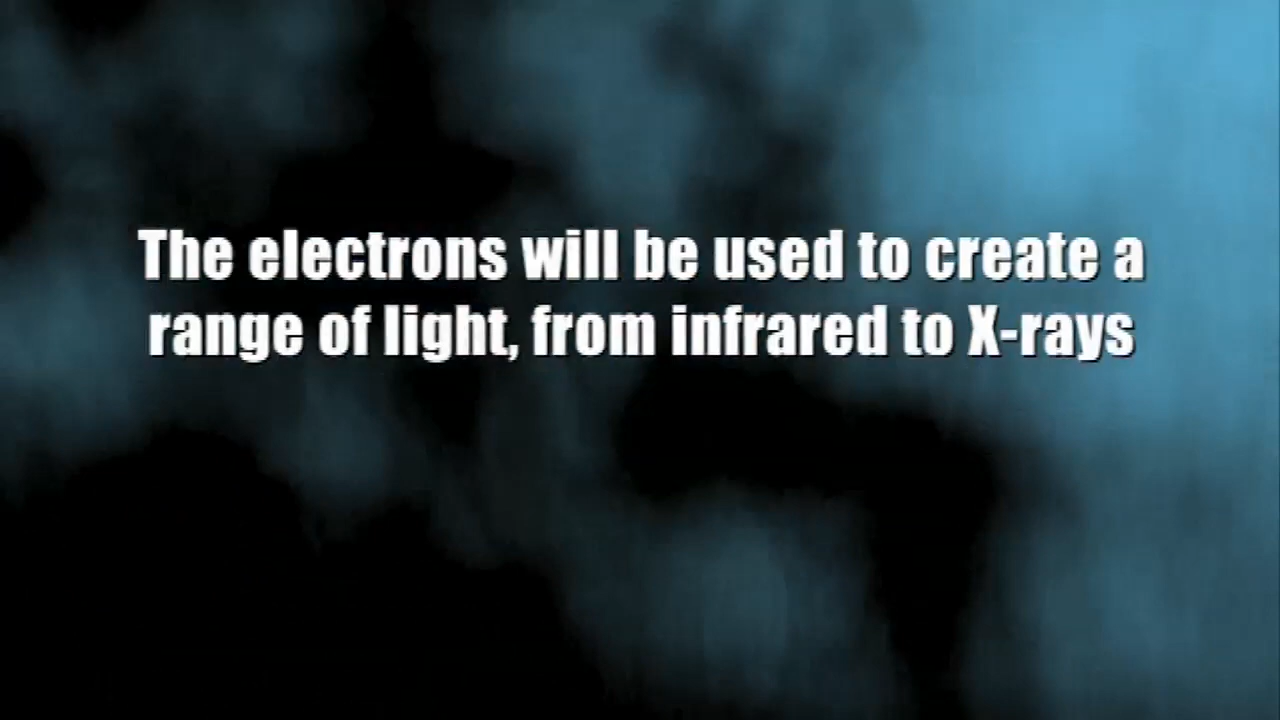 The electrons will be used to create a
range of light, from infrared to X-rays